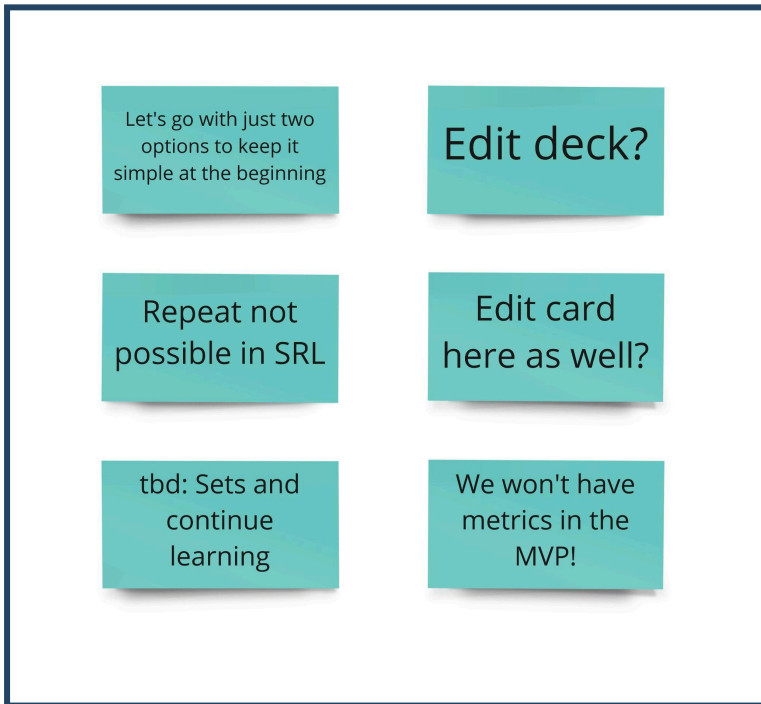 Let's go with just two
options to keep it
simple at the beginning
Edit deck?
Repeat not
possible in SRL
Edit card
here as well?
tbd: Sets and
continue
learning
We won't have
metrics in the
MVP!